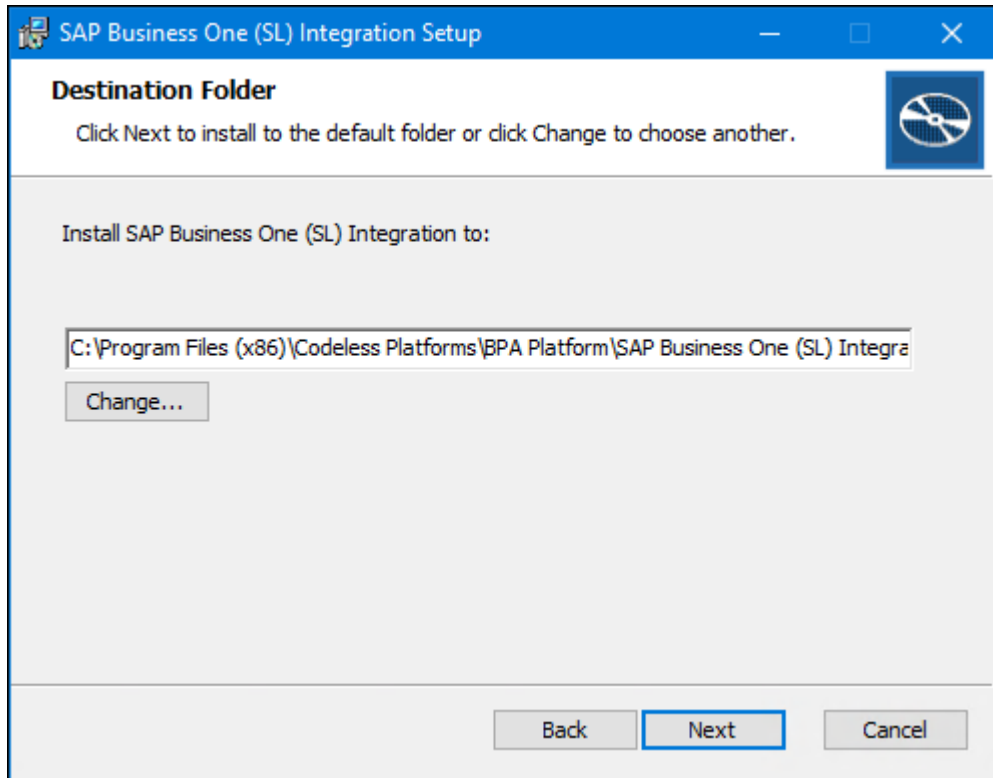 SAP Business One (SL) Integration Setup
Destination Folder
Click Next to install to the default folder or click Change to choose another.
Install SAP Business One (SL) Integration to:
C:\Program Files (x86)\Codeless Platforms\BPA Platform\SAP Business One (SL) Integra
Change...
Back Next Cancel